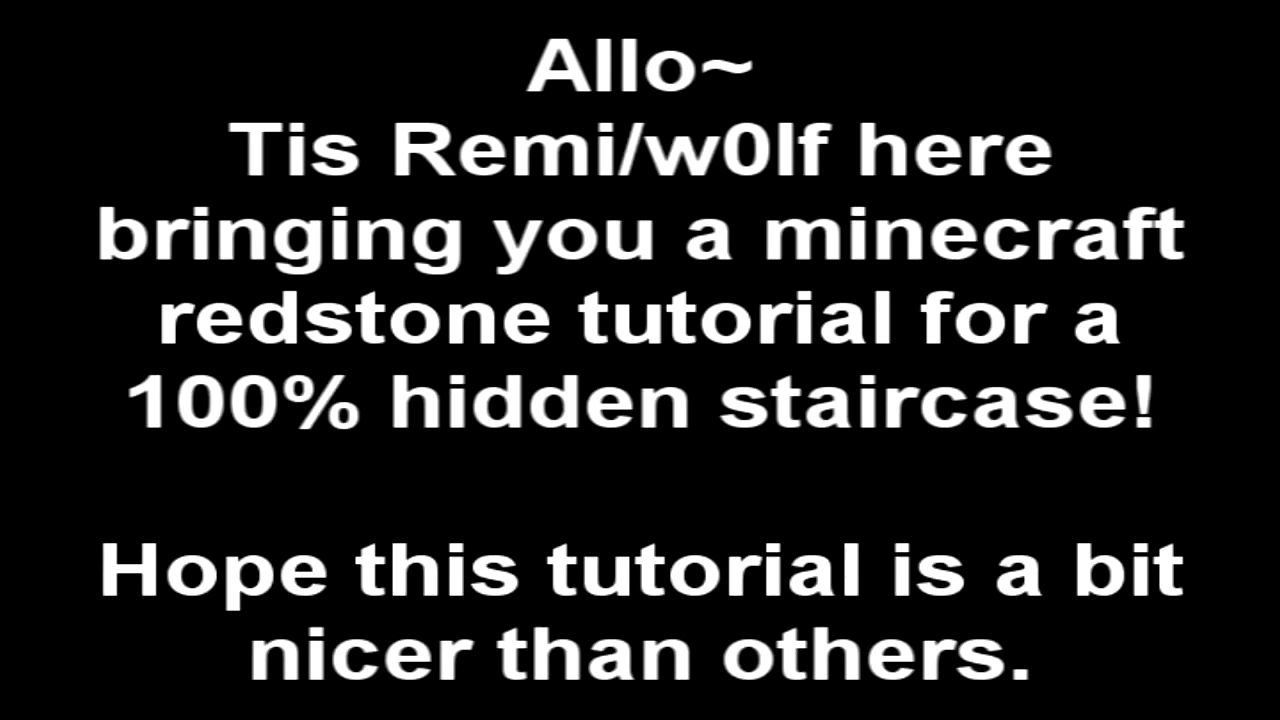 Allo~
Tis Remi/w0lf here
bringing you a minecraft
redstone tutorial for a
100% hidden staircase!
Hope this tutorial is a bit
nicer than others.